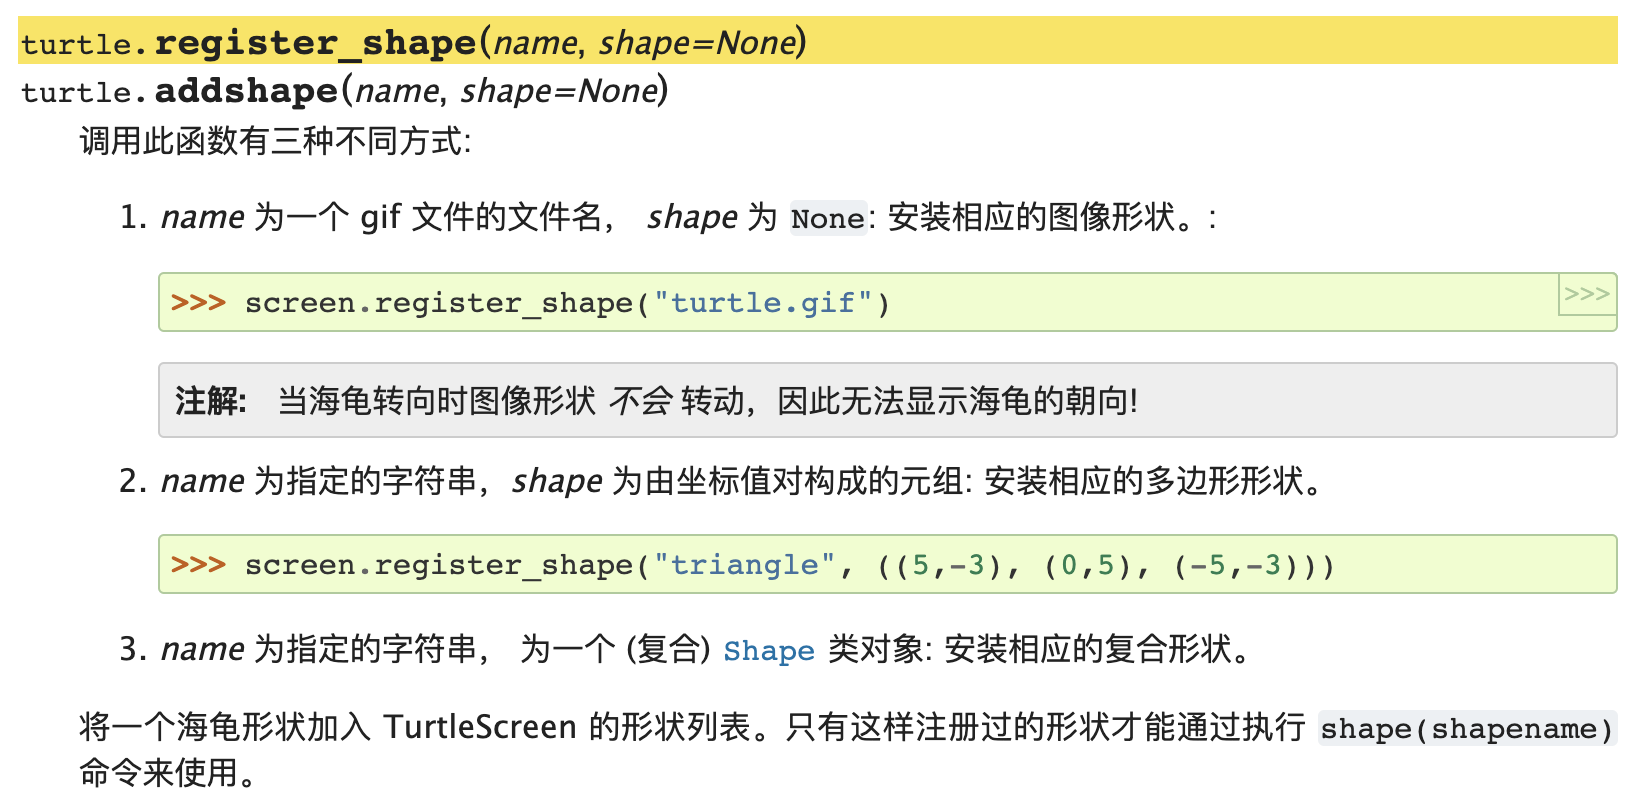 turtle.register_shape(name, shape=None)
turtle.addshape(name, shape=None)
调用此函数有三种不同方式:
1. name 为一个 gif 文件的文件名， shape 为 None: 安装相应的图像形状。:
>>> screen.register_shape("turtle.gif")
>>>
注解: 当海龟转向时图像形状 不会 转动，因此无法显示海龟的朝向!
2. name 为指定的字符串，shape 为由坐标值对构成的元组: 安装相应的多边形形状。
>>> screen.register_shape("triangle", ((5,-3), (0,5), (-5,-3)))
3. name 为指定的字符串， 为一个 (复合) Shape 类对象: 安装相应的复合形状。
将一个海龟形状加入 TurtleScreen 的形状列表。只有这样注册过的形状才能通过执行 shape(shapename)
命令来使用。